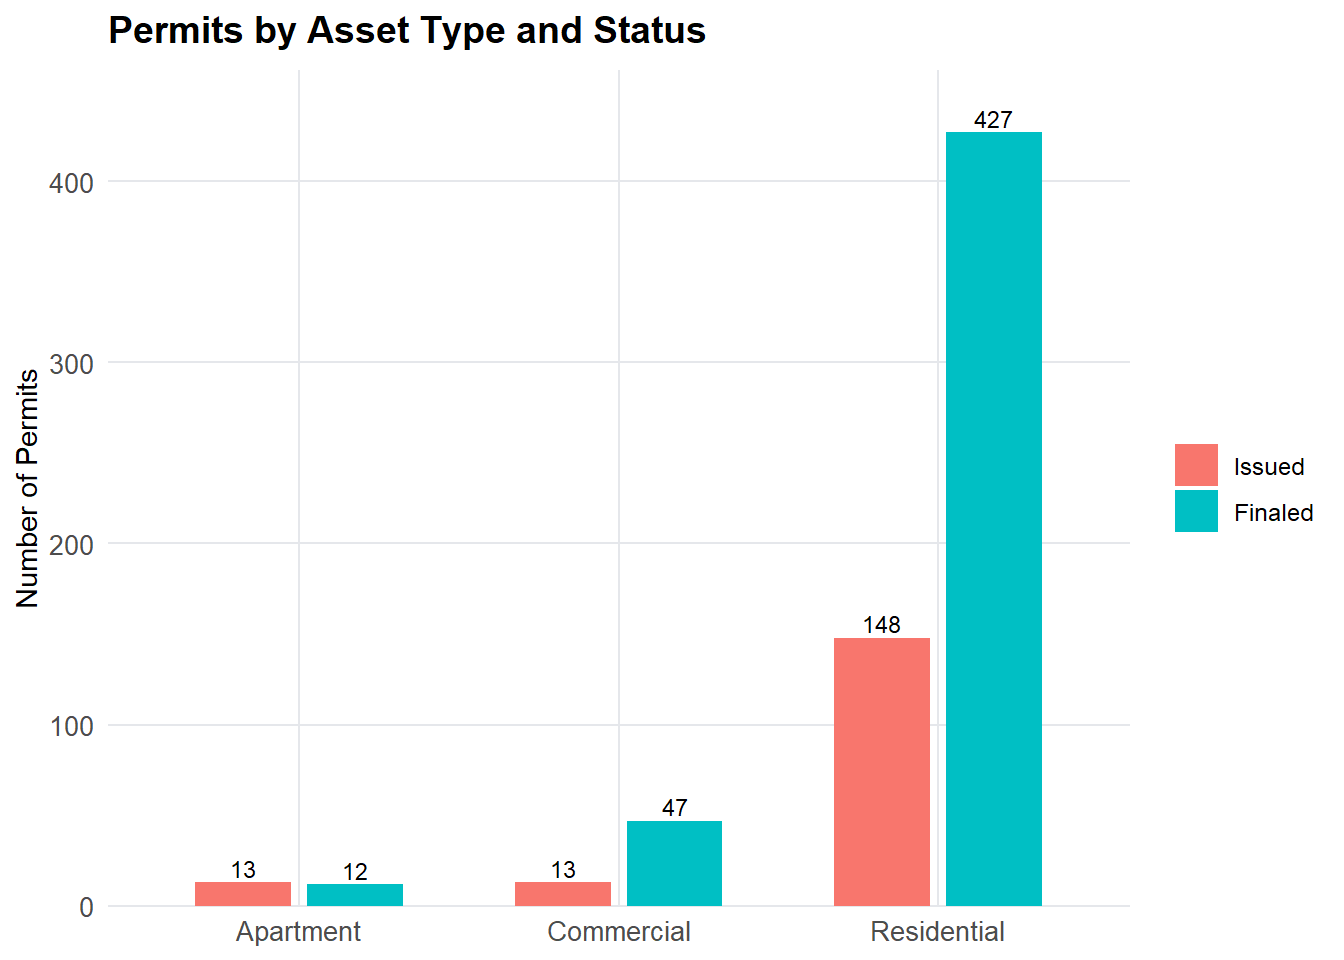 Permits by Asset Type and Status
Number of Permits
400
300
200
100
0
427
148
47
13
12
13
Apartment
Commercial
Residential
Issued
Finaled